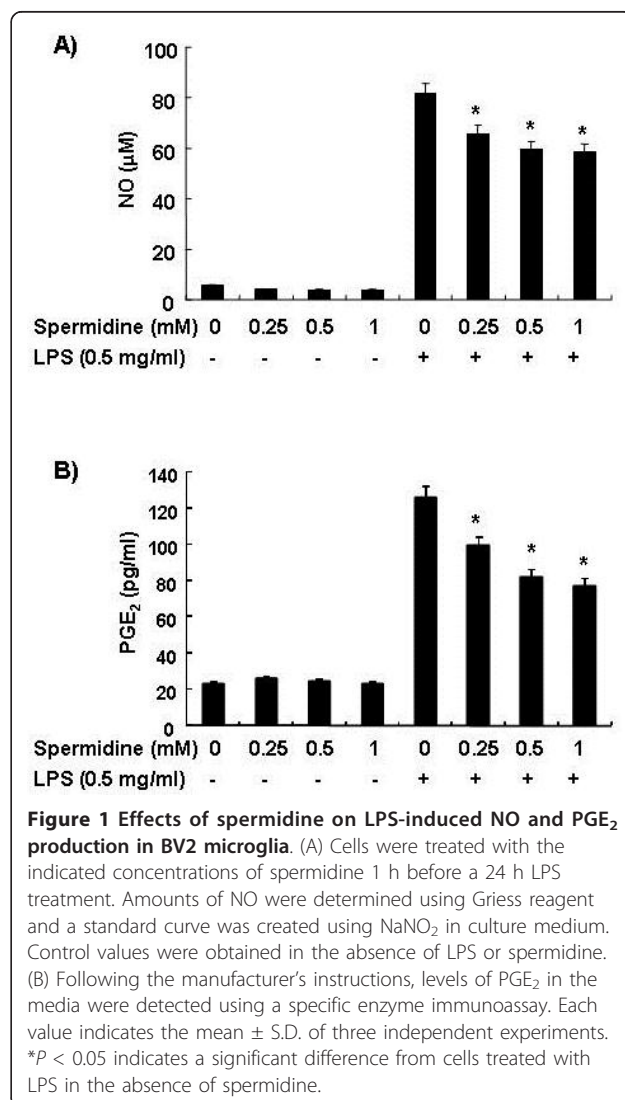 A)
80
60
40
20
0
NO (µM)
*
*
*
Spermidine (mM) 0 0.25 0.5 1 0 0.25 0.5 1
LPS (0.5 mg/ml) - - - - + + + +
B)
140
120
100
80
60
40
20
0
PGE₂ (pg/ml)
*
*
*
Spermidine (mM) 0 0.25 0.5 1 0 0.25 0.5 1
LPS (0.5 mg/ml) - - - - + + + +
Figure 1 Effects of spermidine on LPS-induced NO and PGE₂
production in BV2 microglia. (A) Cells were treated with the
indicated concentrations of spermidine 1 h before a 24 h LPS
treatment. Amounts of NO were determined using Griess reagent
and a standard curve was created using NaNO₂ in culture medium.
Control values were obtained in the absence of LPS or spermidine.
(B) Following the manufacturer's instructions, levels of PGE₂ in the
media were detected using a specific enzyme immunoassay. Each
value indicates the mean ± S.D. of three independent experiments.
*P < 0.05 indicates a significant difference from cells treated with
LPS in the absence of spermidine.